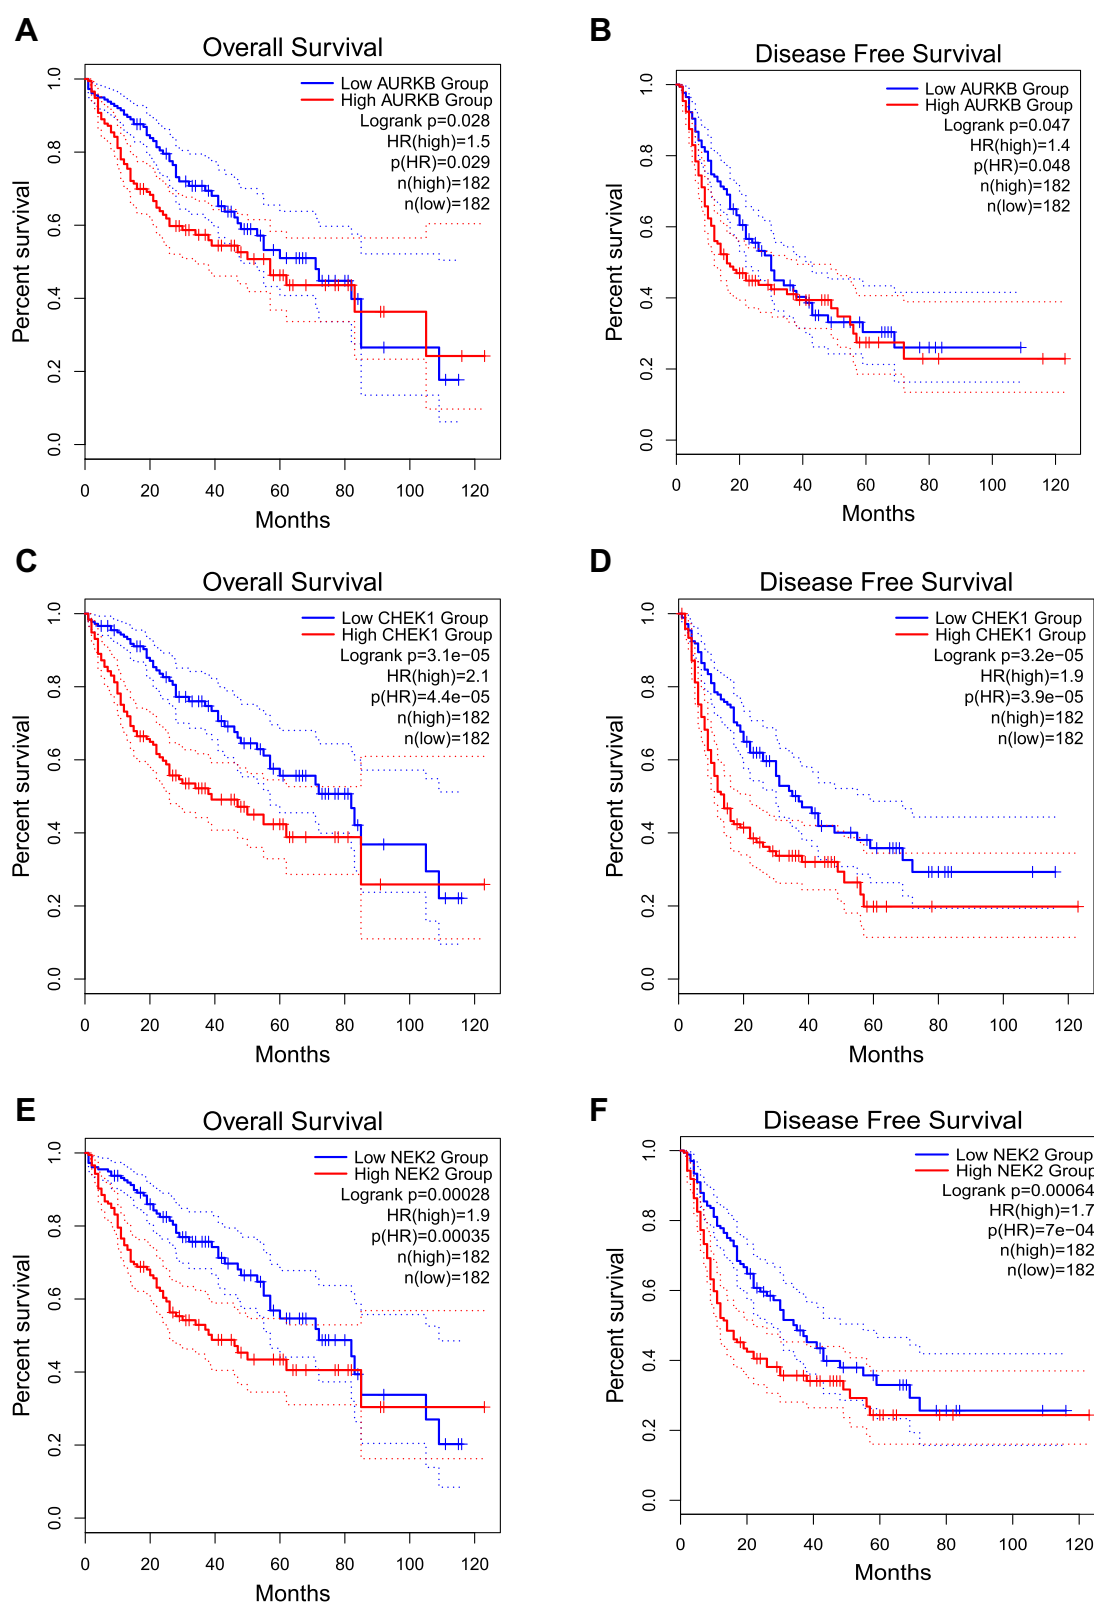 A
Overall Survival
Low AURKB Group
High AURKB Group
Logrank p=0.028
HR(high)=1.5
p(HR)=0.029
n(high)=182
n(low)=182
Percent survival
1.0
0.8
0.6
0.4
0.2
0.0
0 20 40 60 80 100 120
Months
B
Disease Free Survival
Low AURKB Group
High AURKB Group
Logrank p=0.047
HR(high)=1.4
p(HR)=0.048
n(high)=182
n(low)=182
Percent survival
1.0
0.8
0.6
0.4
0.2
0.0
0 20 40 60 80 100 120
Months
C
Overall Survival
Low CHEK1 Group
High CHEK1 Group
Logrank p=3.1e−05
HR(high)=2.1
p(HR)=4.4e−05
n(high)=182
n(low)=182
Percent survival
1.0
0.8
0.6
0.4
0.2
0.0
0 20 40 60 80 100 120
Months
D
Disease Free Survival
Low CHEK1 Group
High CHEK1 Group
Logrank p=3.2e−05
HR(high)=1.9
p(HR)=3.9e−05
n(high)=182
n(low)=182
Percent survival
1.0
0.8
0.6
0.4
0.2
0.0
0 20 40 60 80 100 120
Months
E
Overall Survival
Low NEK2 Group
High NEK2 Group
Logrank p=0.00028
HR(high)=1.9
p(HR)=0.00035
n(high)=182
n(low)=182
Percent survival
1.0
0.8
0.6
0.4
0.2
0.0
0 20 40 60 80 100 120
Months
F
Disease Free Survival
Low NEK2 Group
High NEK2 Group
Logrank p=0.00064
HR(high)=1.7
p(HR)=7e−04
n(high)=182
n(low)=182
Percent survival
1.0
0.8
0.6
0.4
0.2
0.0
0 20 40 60 80 100 120
Months